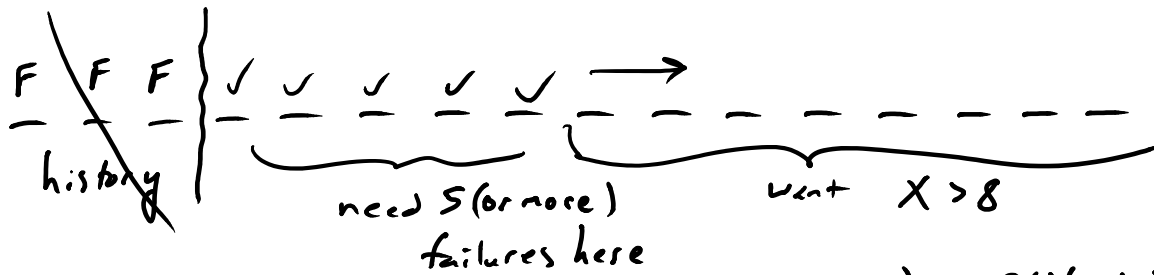 F F F ✓ ✓ ✓ ✓ ✓ →
history
need 5 (or more)
failures here
want X > 8